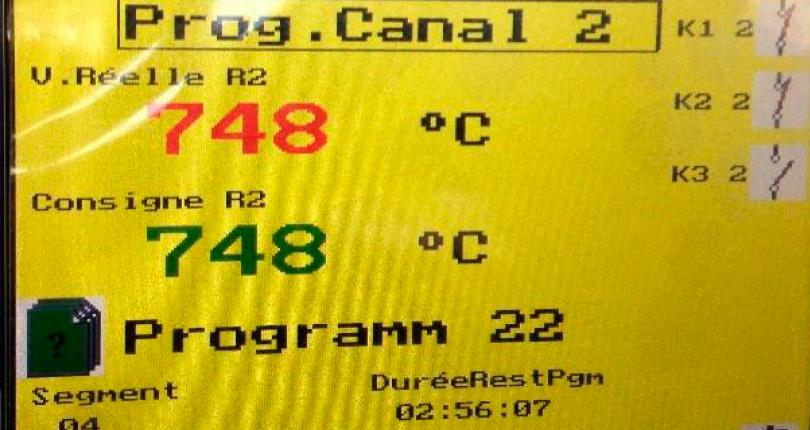 Prog.Canal 2
K1 2
V.Réelle R2
748 °C
K2 2
K3 2
Consigne R2
748 °C
?
Programm 22
Segment
DuréeRestPgm
04
02:56:07